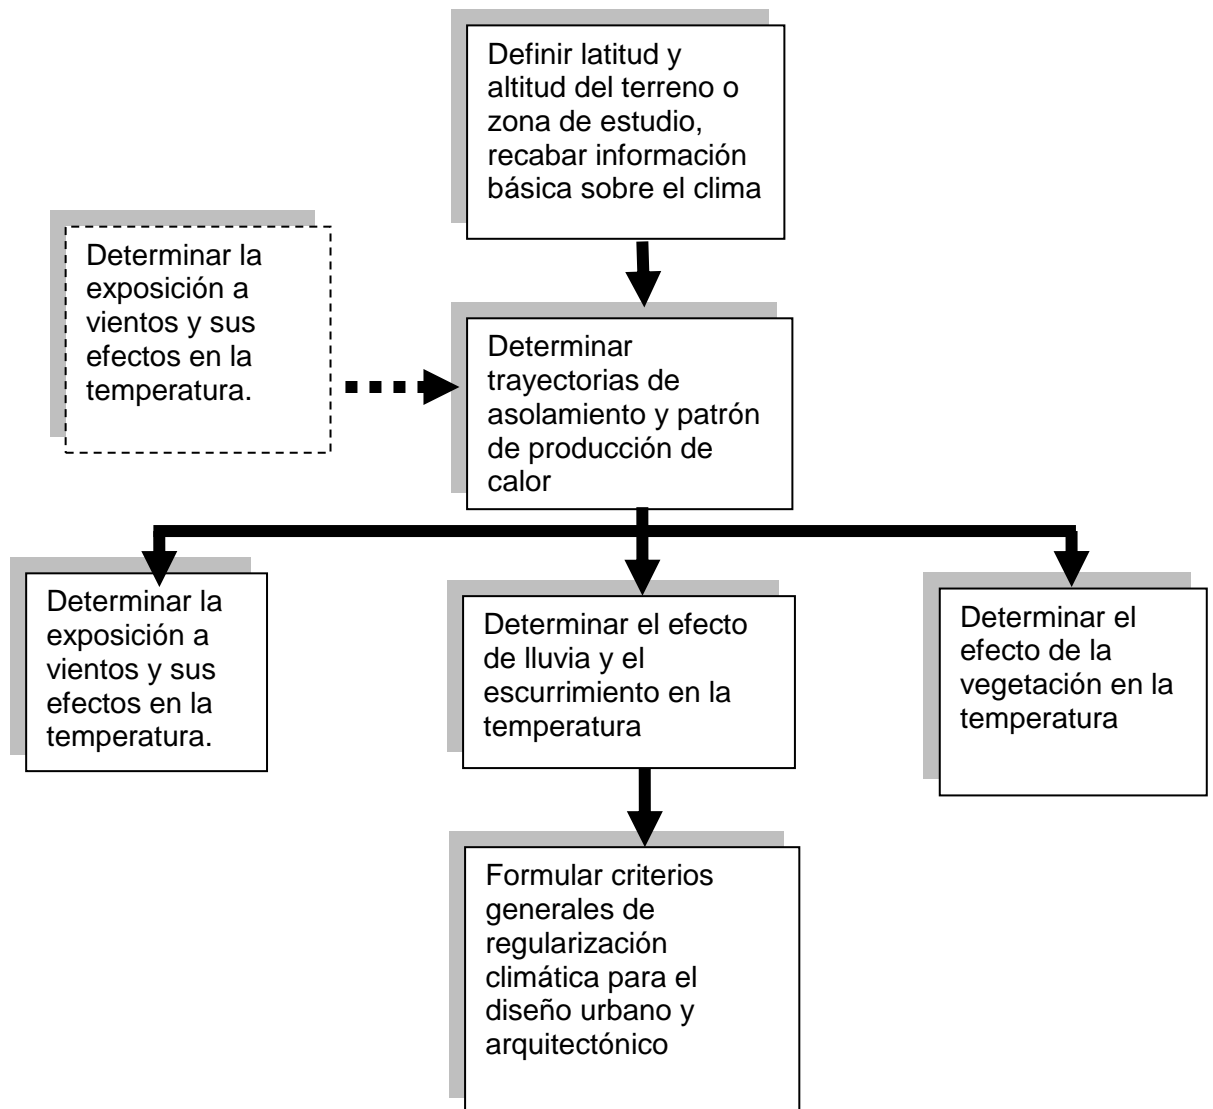 Definir latitud y
altitud del terreno o
zona de estudio,
recabar información
básica sobre el clima
Determinar la
exposición a
vientos y sus
efectos en la
temperatura.
Determinar
trayectorias de
asolamiento y patrón
de producción de
calor
Determinar la
exposición a
vientos y sus
efectos en la
temperatura.
Determinar el efecto
de lluvia y el
escurrimiento en la
temperatura
Determinar el
efecto de la
vegetación en la
temperatura
Formular criterios
generales de
regularización
climática para el
diseño urbano y
arquitectónico